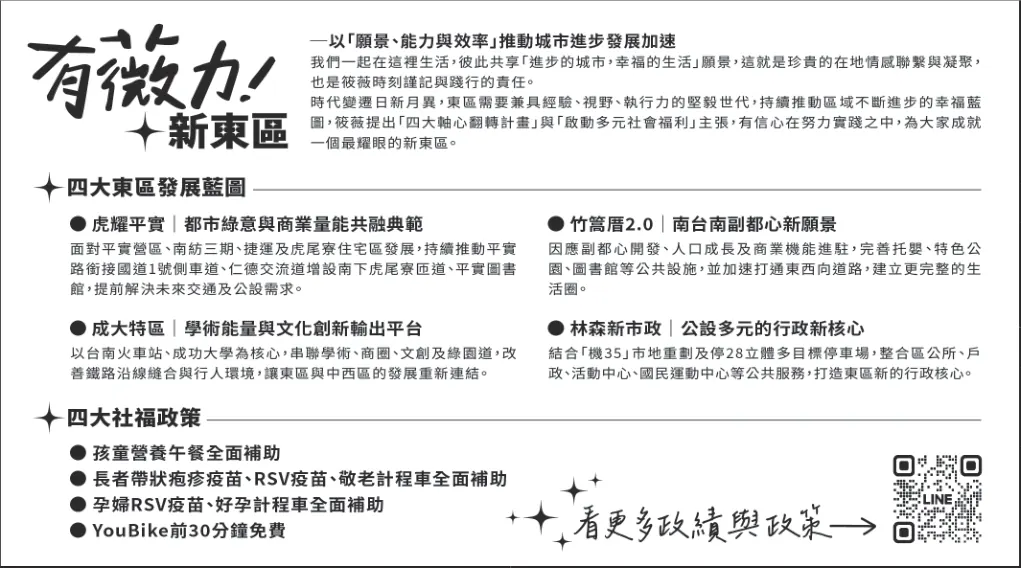 有薇力!
新東區
—以「願景、能力與效率」推動城市進步發展加速
我們一起在這裡生活,彼此共享「進步的城市,幸福的生活」願景,這就是珍貴的在地情感聯繫與凝聚,
也是筱薇時刻謹記與踐行的責任。
時代變遷日新月異,東區需要兼具經驗、視野、執行力的堅毅世代,持續推動區域不斷進步的幸福藍
圖,筱薇提出「四大軸心翻轉計畫」與「啟動多元社會福利」主張,有信心在努力實踐之中,為大家成就
一個最耀眼的新東區。
四大東區發展藍圖
● 虎耀平實|都市綠意與商業量能共融典範
面對平實營區、南紡三期、捷運及虎尾寮住宅區發展,持續推動平實
路銜接國道1號側車道、仁德交流道增設南下虎尾寮匝道、平實圖書
館,提前解決未來交通及公設需求。
● 竹篙厝2.0|南台南副都心新願景
因應副都心開發、人口成長及商業機能進駐,完善托嬰、特色公
園、圖書館等公共設施,並加速打通東西向道路,建立更完整的生
活圈。
● 成大特區|學術能量與文化創新輸出平台
以台南火車站、成功大學為核心,串聯學術、商圈、文創及綠園道,改
善鐵路沿線縫合與行人環境,讓東區與中西區的發展重新連結。
● 林森新市政|公設多元的行政新核心
結合「機35」市地重劃及停28立體多目標停車場,整合區公所、戶
政、活動中心、國民運動中心等公共服務,打造東區新的行政核心。
四大社福政策
● 孩童營養午餐全面補助
● 長者帶狀疱疹疫苗、RSV疫苗、敬老計程車全面補助
● 孕婦RSV疫苗、好孕計程車全面補助
● YouBike前30分鐘免費
看更多政績與政策
LINE